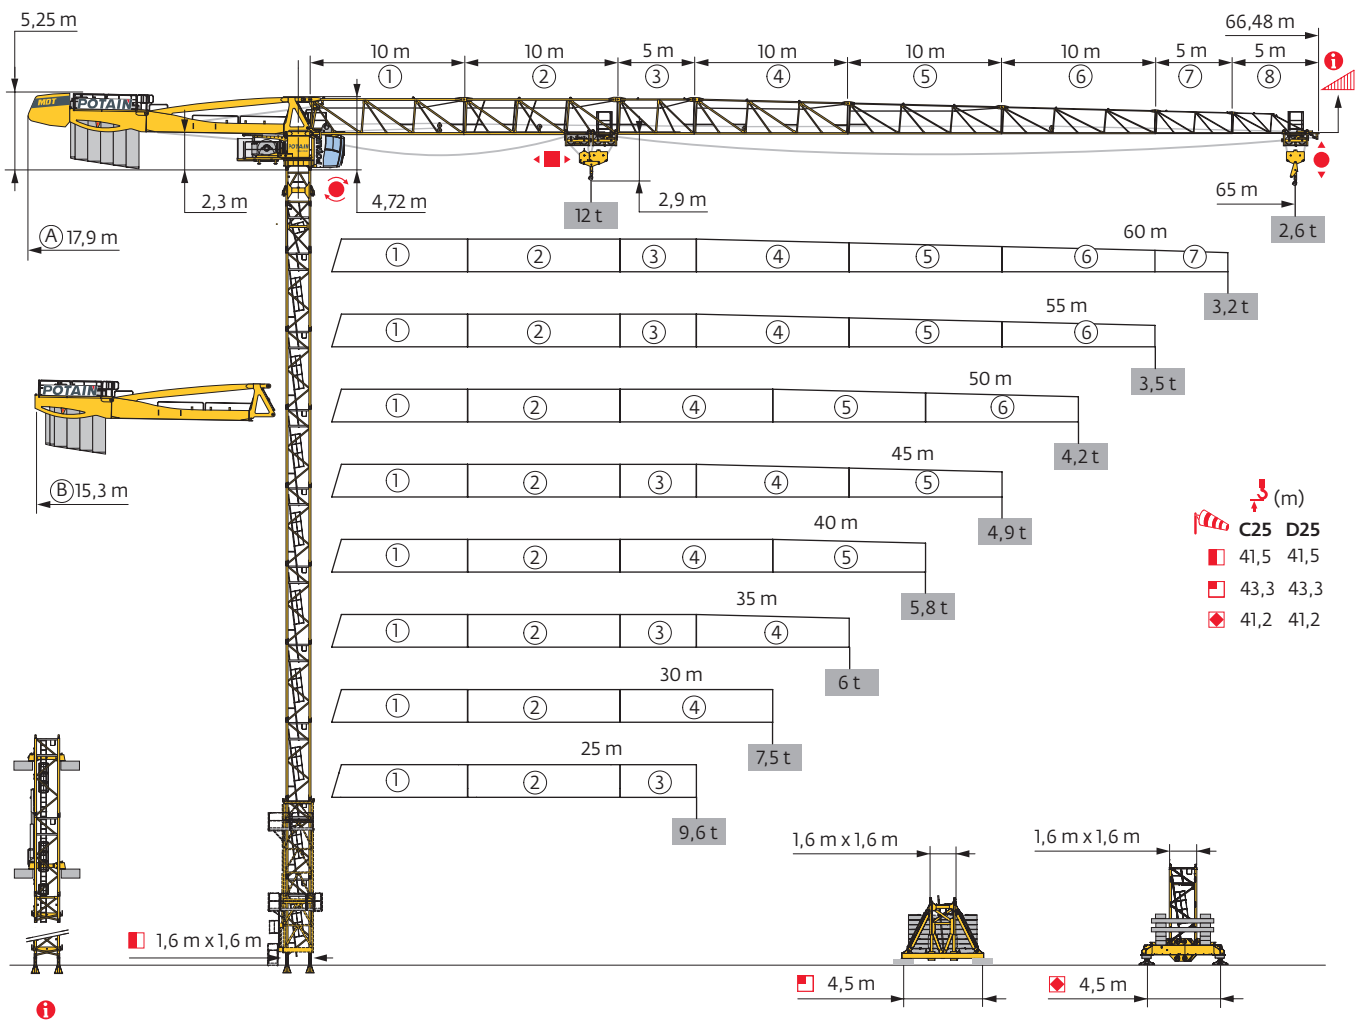 5,25 m
66,48 m
10 m
10 m
5 m
10 m
10 m
10 m
5 m
5 m
1
2
3
4
5
6
7
8
i
MDT
POTAIN
POTAIN
2,3 m
4,72 m
2,9 m
65 m
12 t
2,6 t
A 17,9 m
60 m
1 2 3 4 5 6 7
3,2 t
55 m
1 2 3 4 5 6
3,5 t
POTAIN
50 m
1 2 4 5 6
4,2 t
B 15,3 m
45 m
1 2 3 4 5
4,9 t
(m)
C25 D25
41,5 41,5
43,3 43,3
41,2 41,2
40 m
1 2 4 5
5,8 t
35 m
1 2 3 4
6 t
30 m
1 2 4
7,5 t
25 m
1 2 3
9,6 t
1,6 m x 1,6 m
1,6 m x 1,6 m
1,6 m x 1,6 m
4,5 m
4,5 m
i